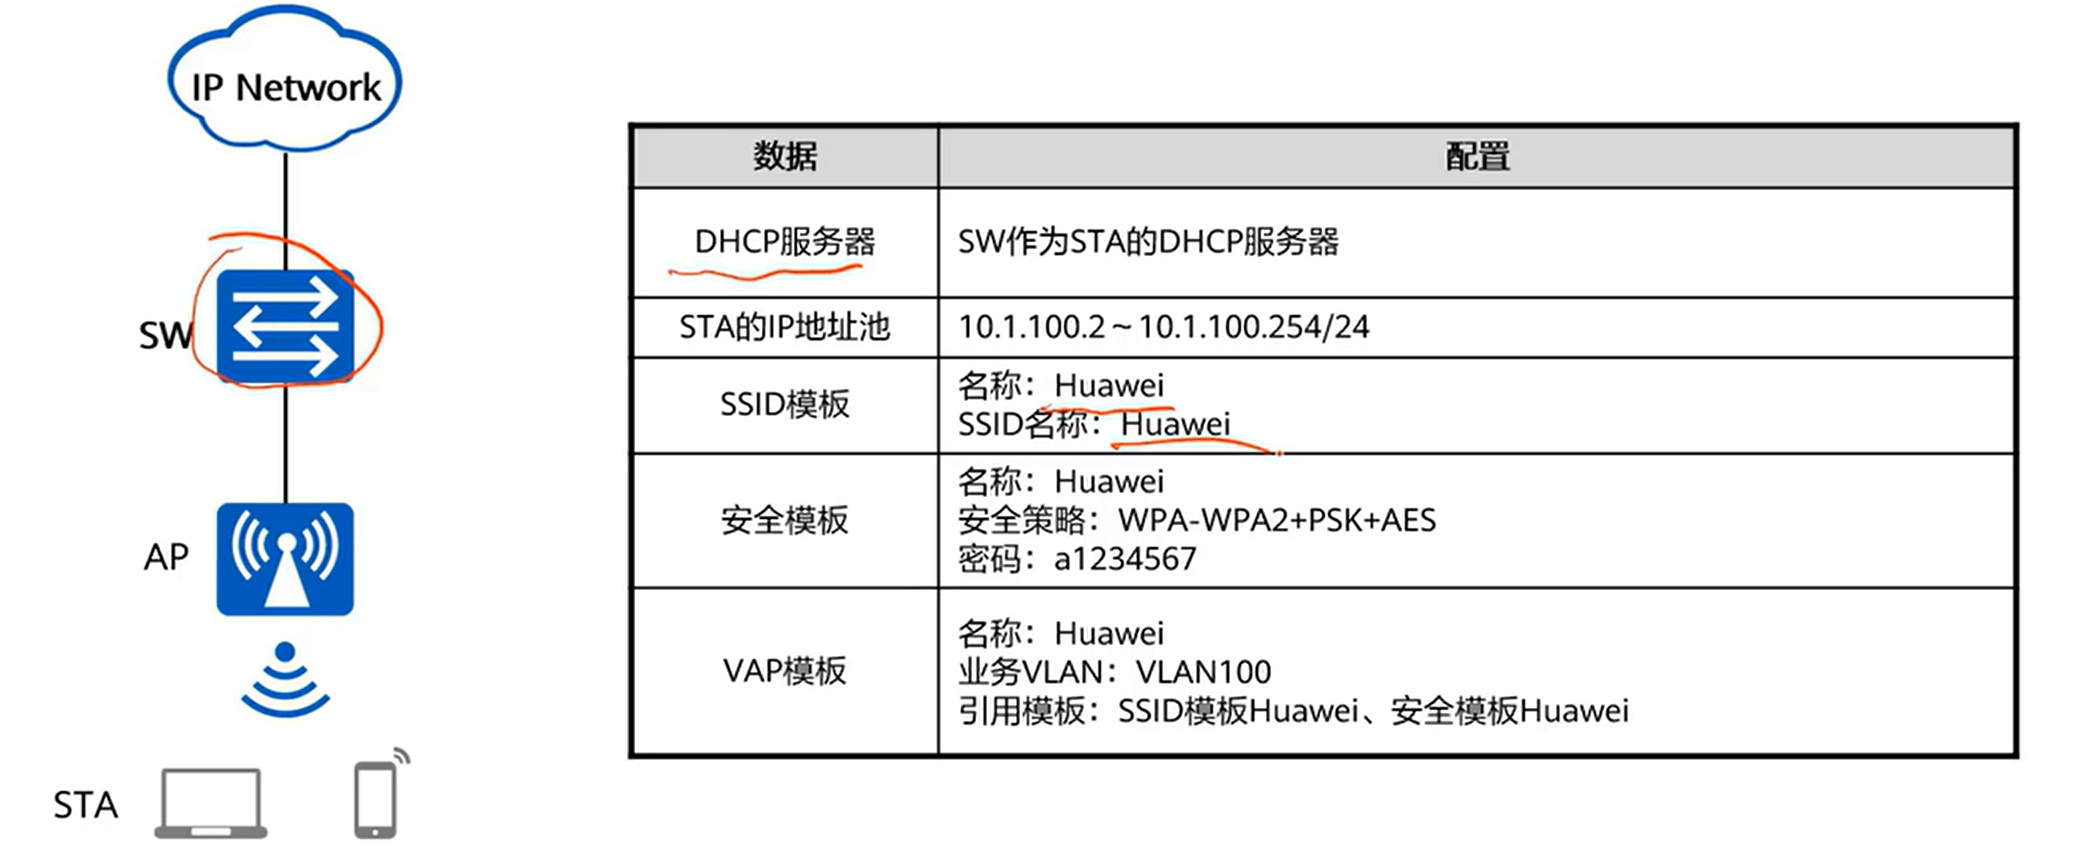 IP Network
SW
AP
STA
数据 配置
DHCP服务器 SW作为STA的DHCP服务器
STA的IP地址池 10.1.100.2~10.1.100.254/24
SSID模板
名称：Huawei
SSID名称：Huawei
安全模板
名称：Huawei
安全策略：WPA-WPA2+PSK+AES
密码：a1234567
VAP模板
名称：Huawei
业务VLAN：VLAN100
引用模板：SSID模板Huawei、安全模板Huawei